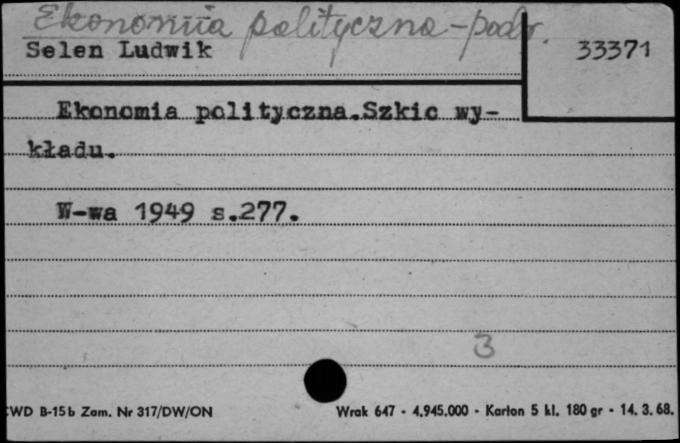 Ekonomia polityczna - podr.
Selen Ludwik
33371
Ekonomia polityczna.Szkic wy-
kładu.
W-wa 1949 s.277.
3
CWD B-15b Zam. Nr 317/DW/ON
Wrak 647 - 4.945.000 - Karton 5 kl. 180 gr - 14. 3. 68.